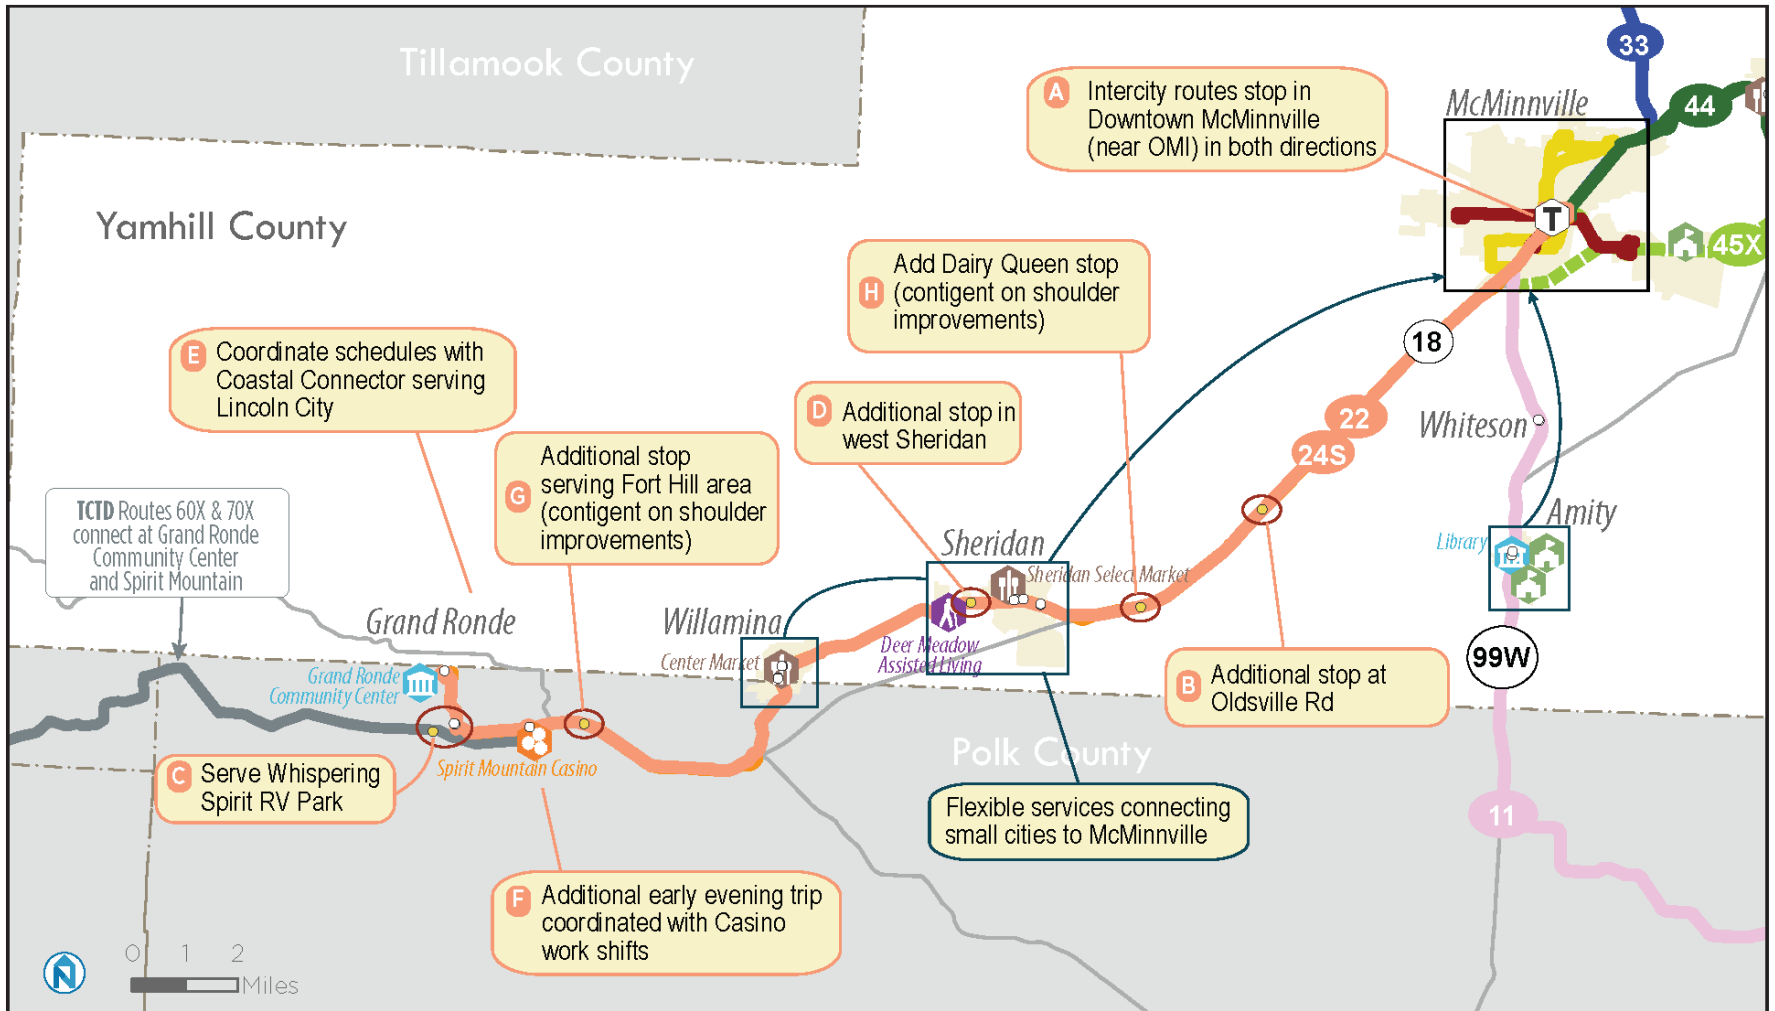 Tillamook County
33
A Intercity routes stop in
Downtown McMinnville
(near OMI) in both directions
McMinnville
44
Yamhill County
T
45X
H Add Dairy Queen stop
(contigent on shoulder
improvements)
E Coordinate schedules with
Coastal Connector serving
Lincoln City
18
D Additional stop in
west Sheridan
22
24S
Whiteson
G Additional stop
serving Fort Hill area
(contigent on shoulder
improvements)
TCTD Routes 60X & 70X
connect at Grand Ronde
Community Center
and Spirit Mountain
Amity
Library
Sheridan
Sheridan Select Market
Grand Ronde
Willamina
Center Market
Deer Meadow
Assisted Living
Grand Ronde
Community Center
99W
B Additional stop at
Oldsville Rd
Polk County
Spirit Mountain Casino
C Serve Whispering
Spirit RV Park
Flexible services connecting
small cities to McMinnville
11
F Additional early evening trip
coordinated with Casino
work shifts
N
0 1 2
Miles